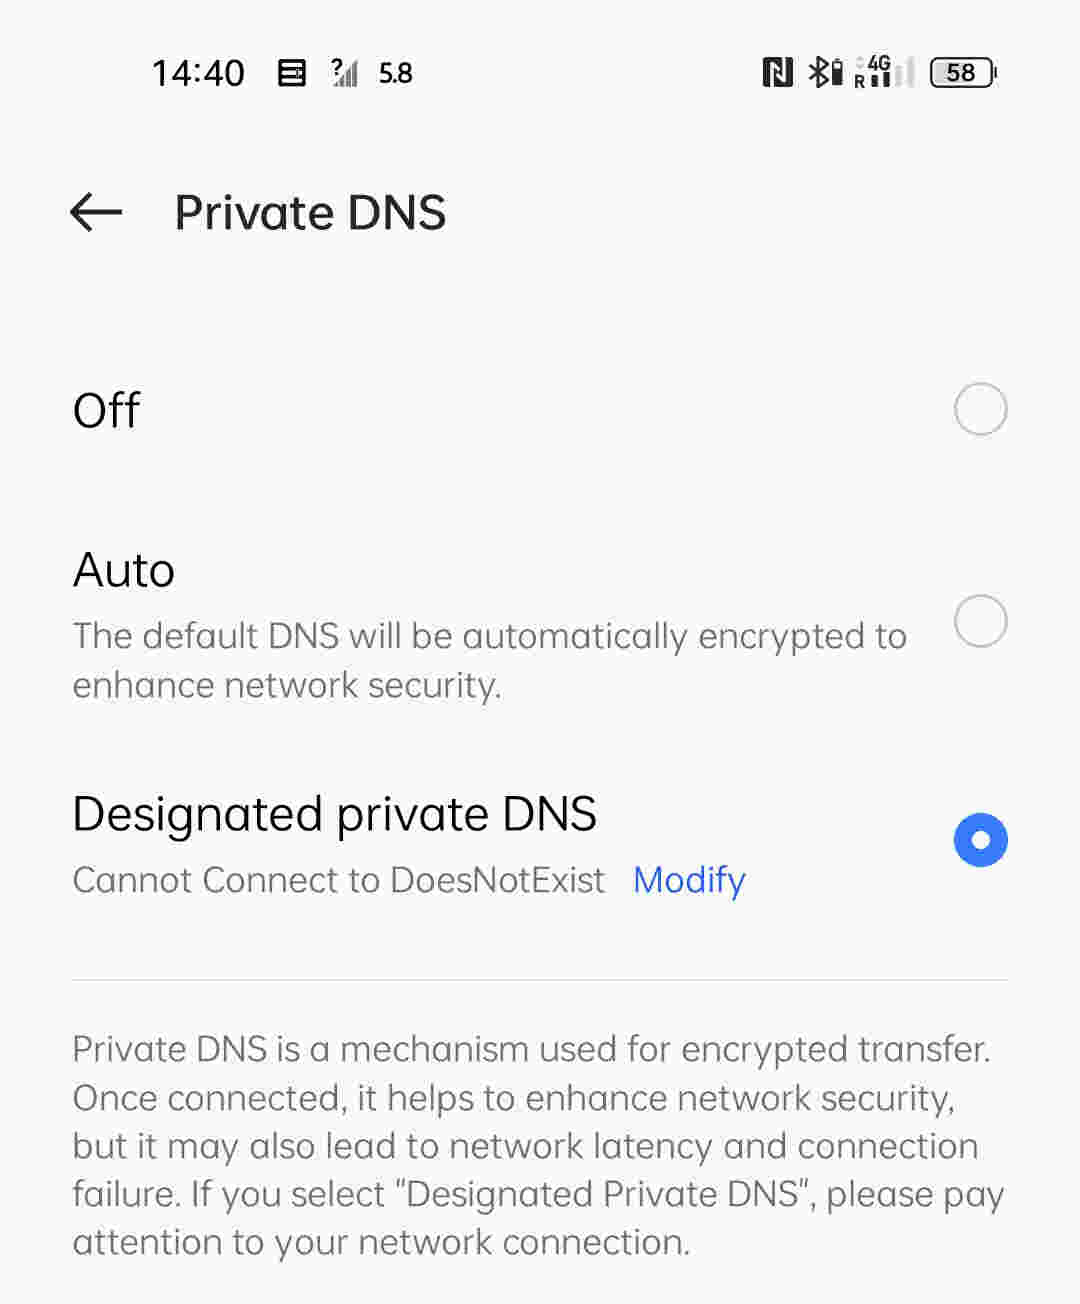 14:40 ? 5.8 4G R 58
Private DNS
Off
Auto
The default DNS will be automatically encrypted to
enhance network security.
Designated private DNS
Cannot Connect to DoesNotExist Modify
Private DNS is a mechanism used for encrypted transfer.
Once connected, it helps to enhance network security,
but it may also lead to network latency and connection
failure. If you select "Designated Private DNS", please pay
attention to your network connection.